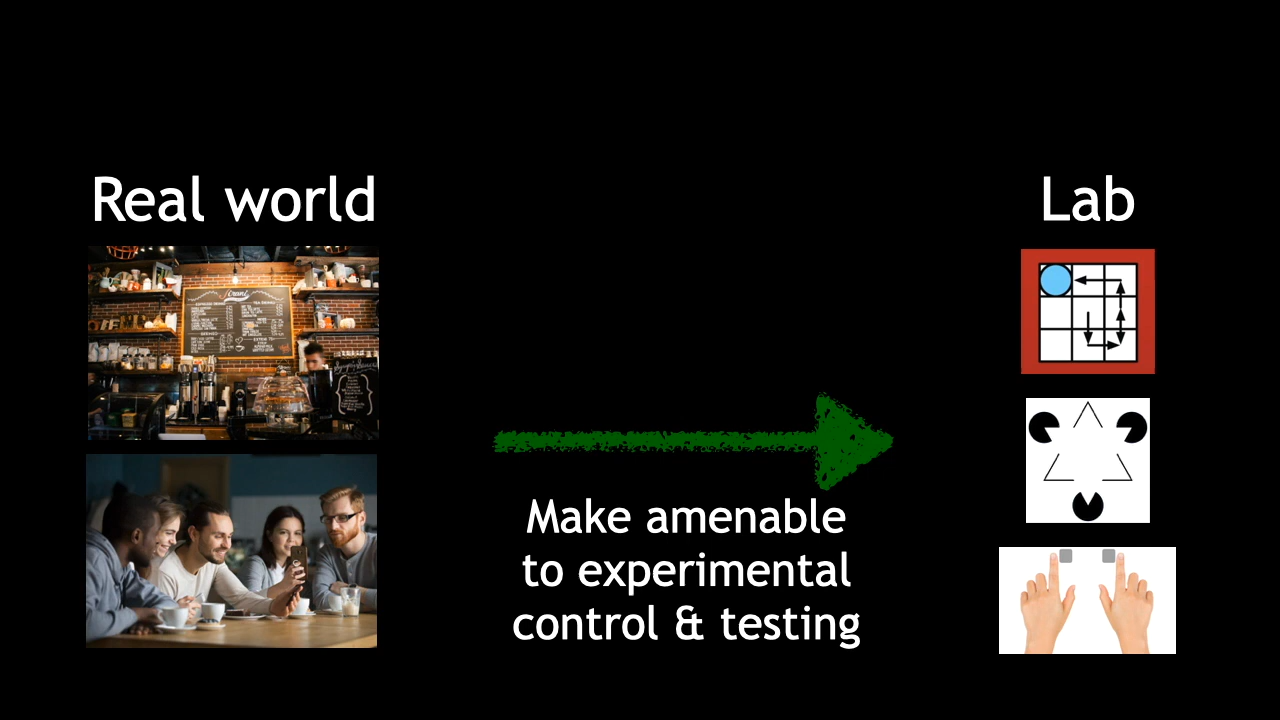 Real world
Lab
Make amenable
to experimental
control & testing